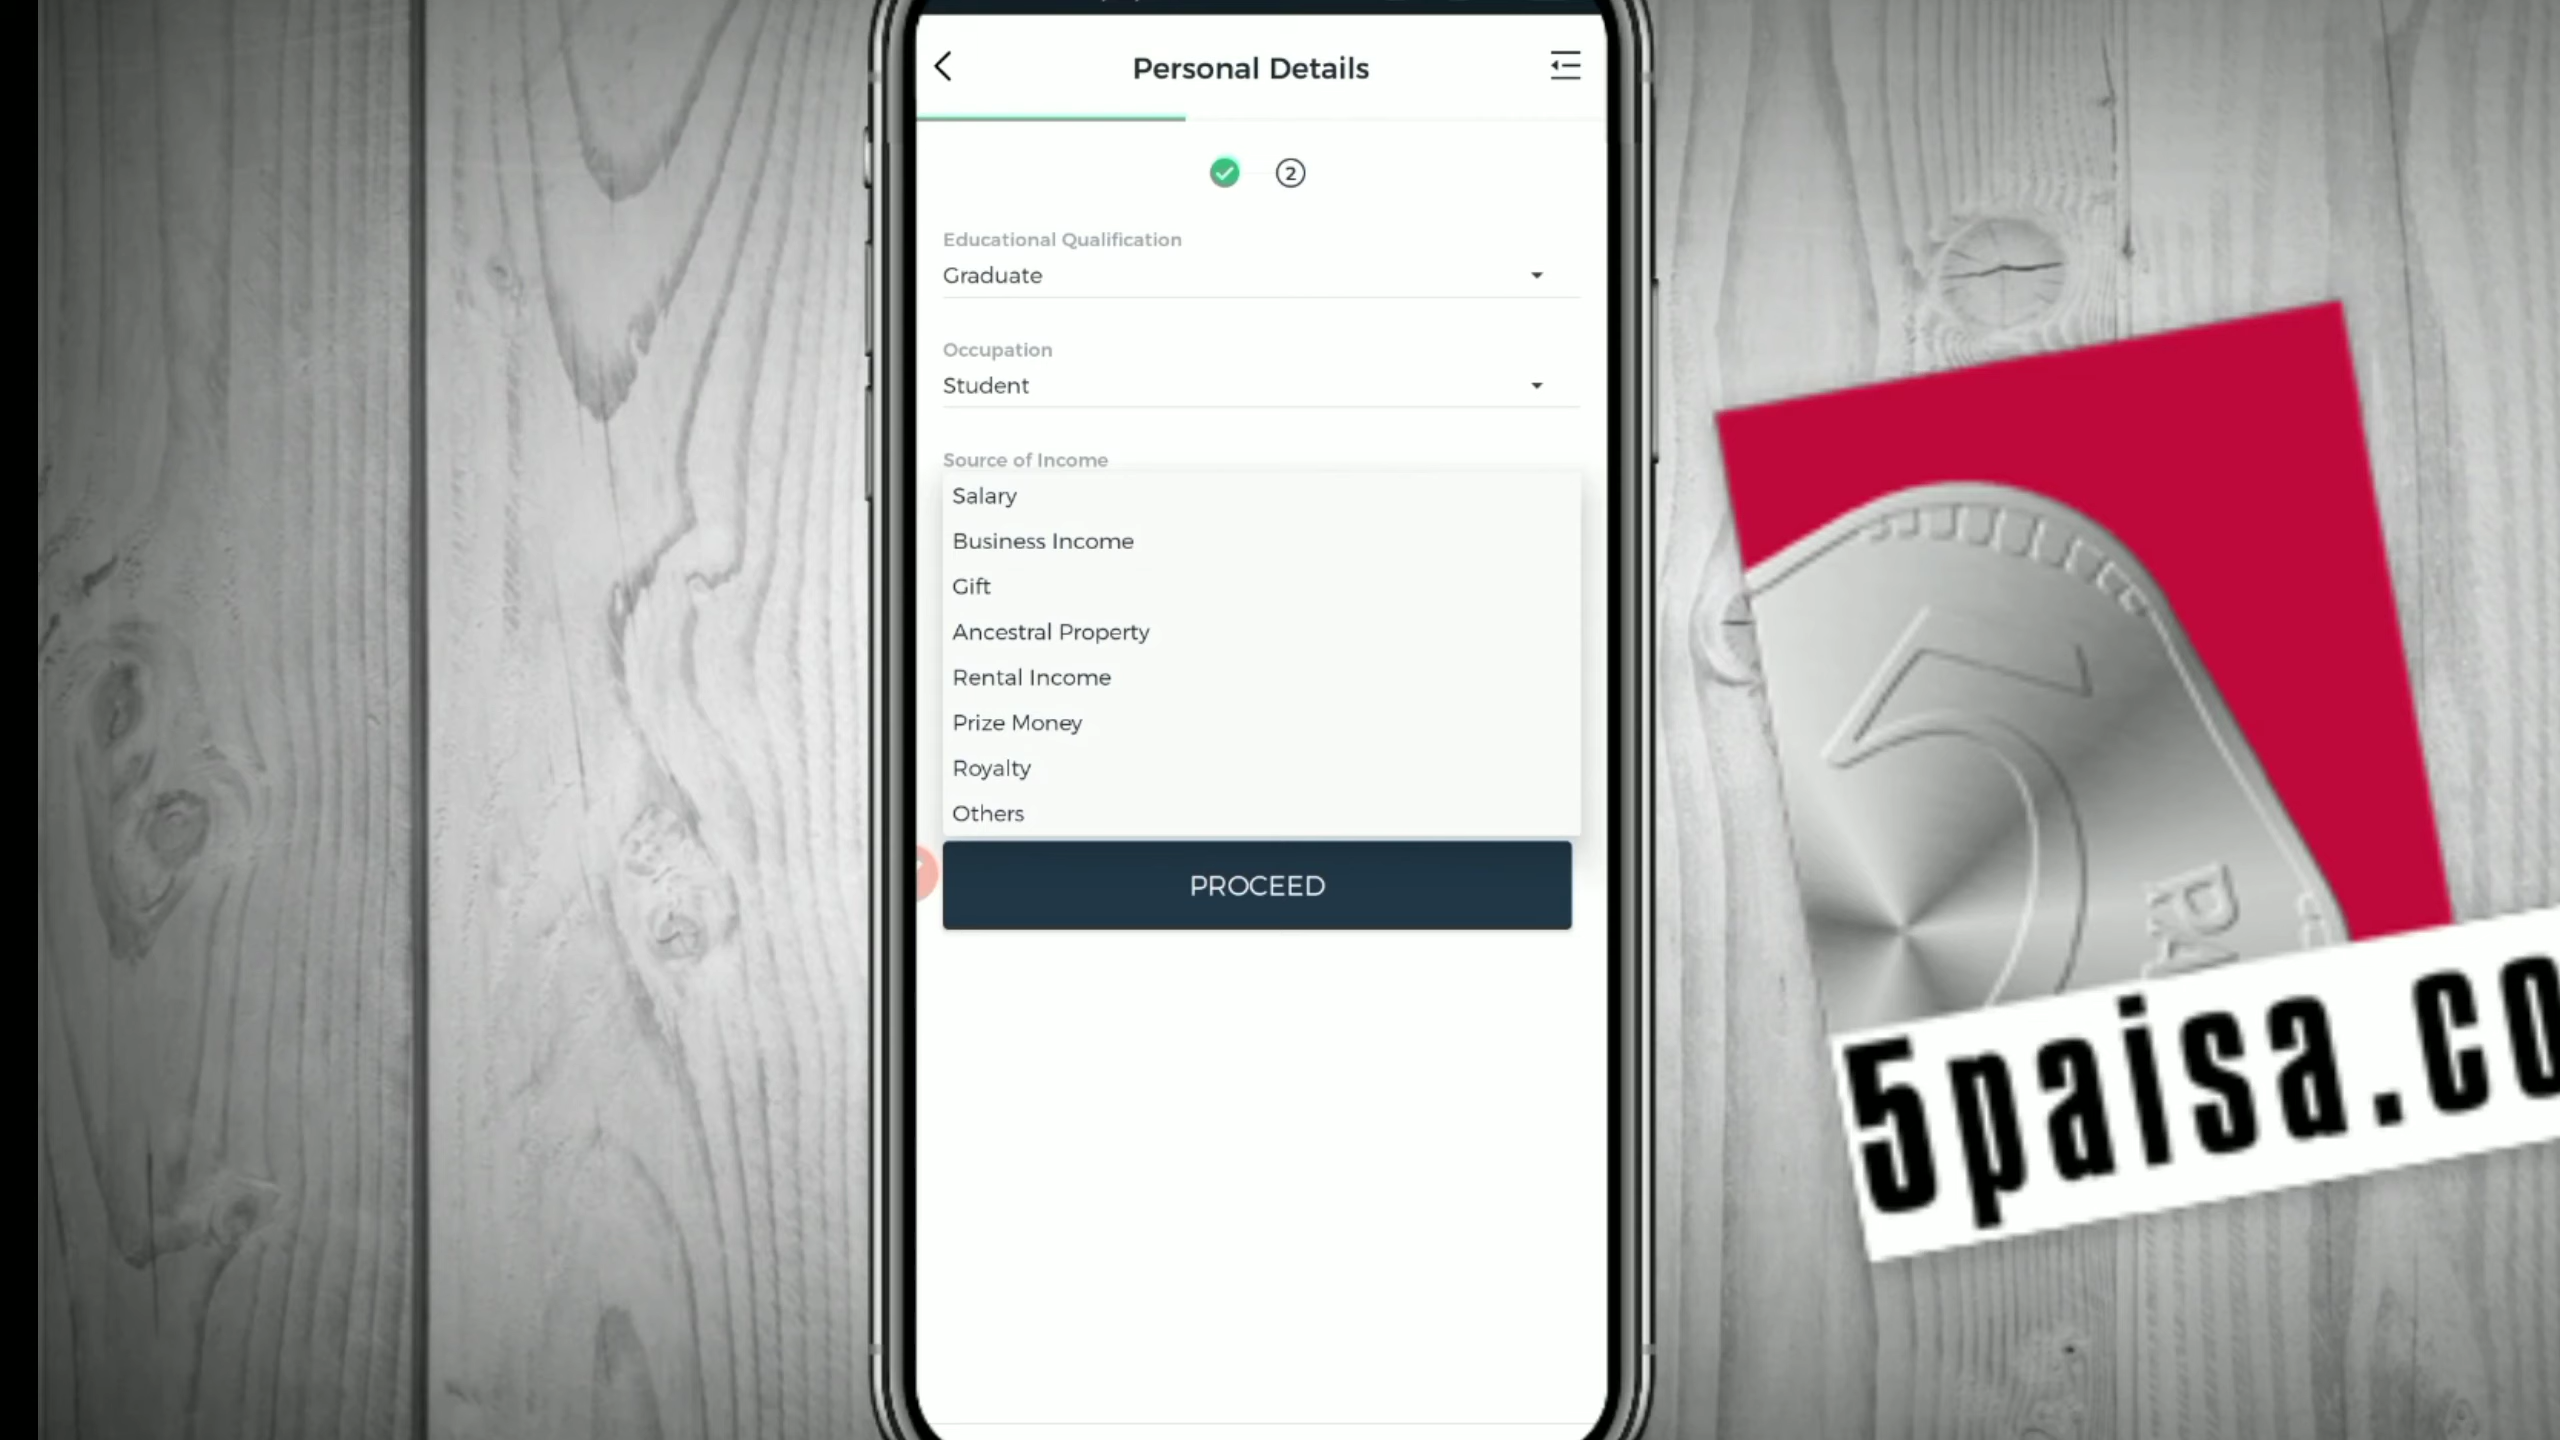 Personal Details
2
Educational Qualification
Graduate
Occupation
Student
Source of Income
Salary
Business Income
Gift
Ancestral Property
Rental Income
Prize Money
Royalty
Others
PROCEED
5
5paisa.co